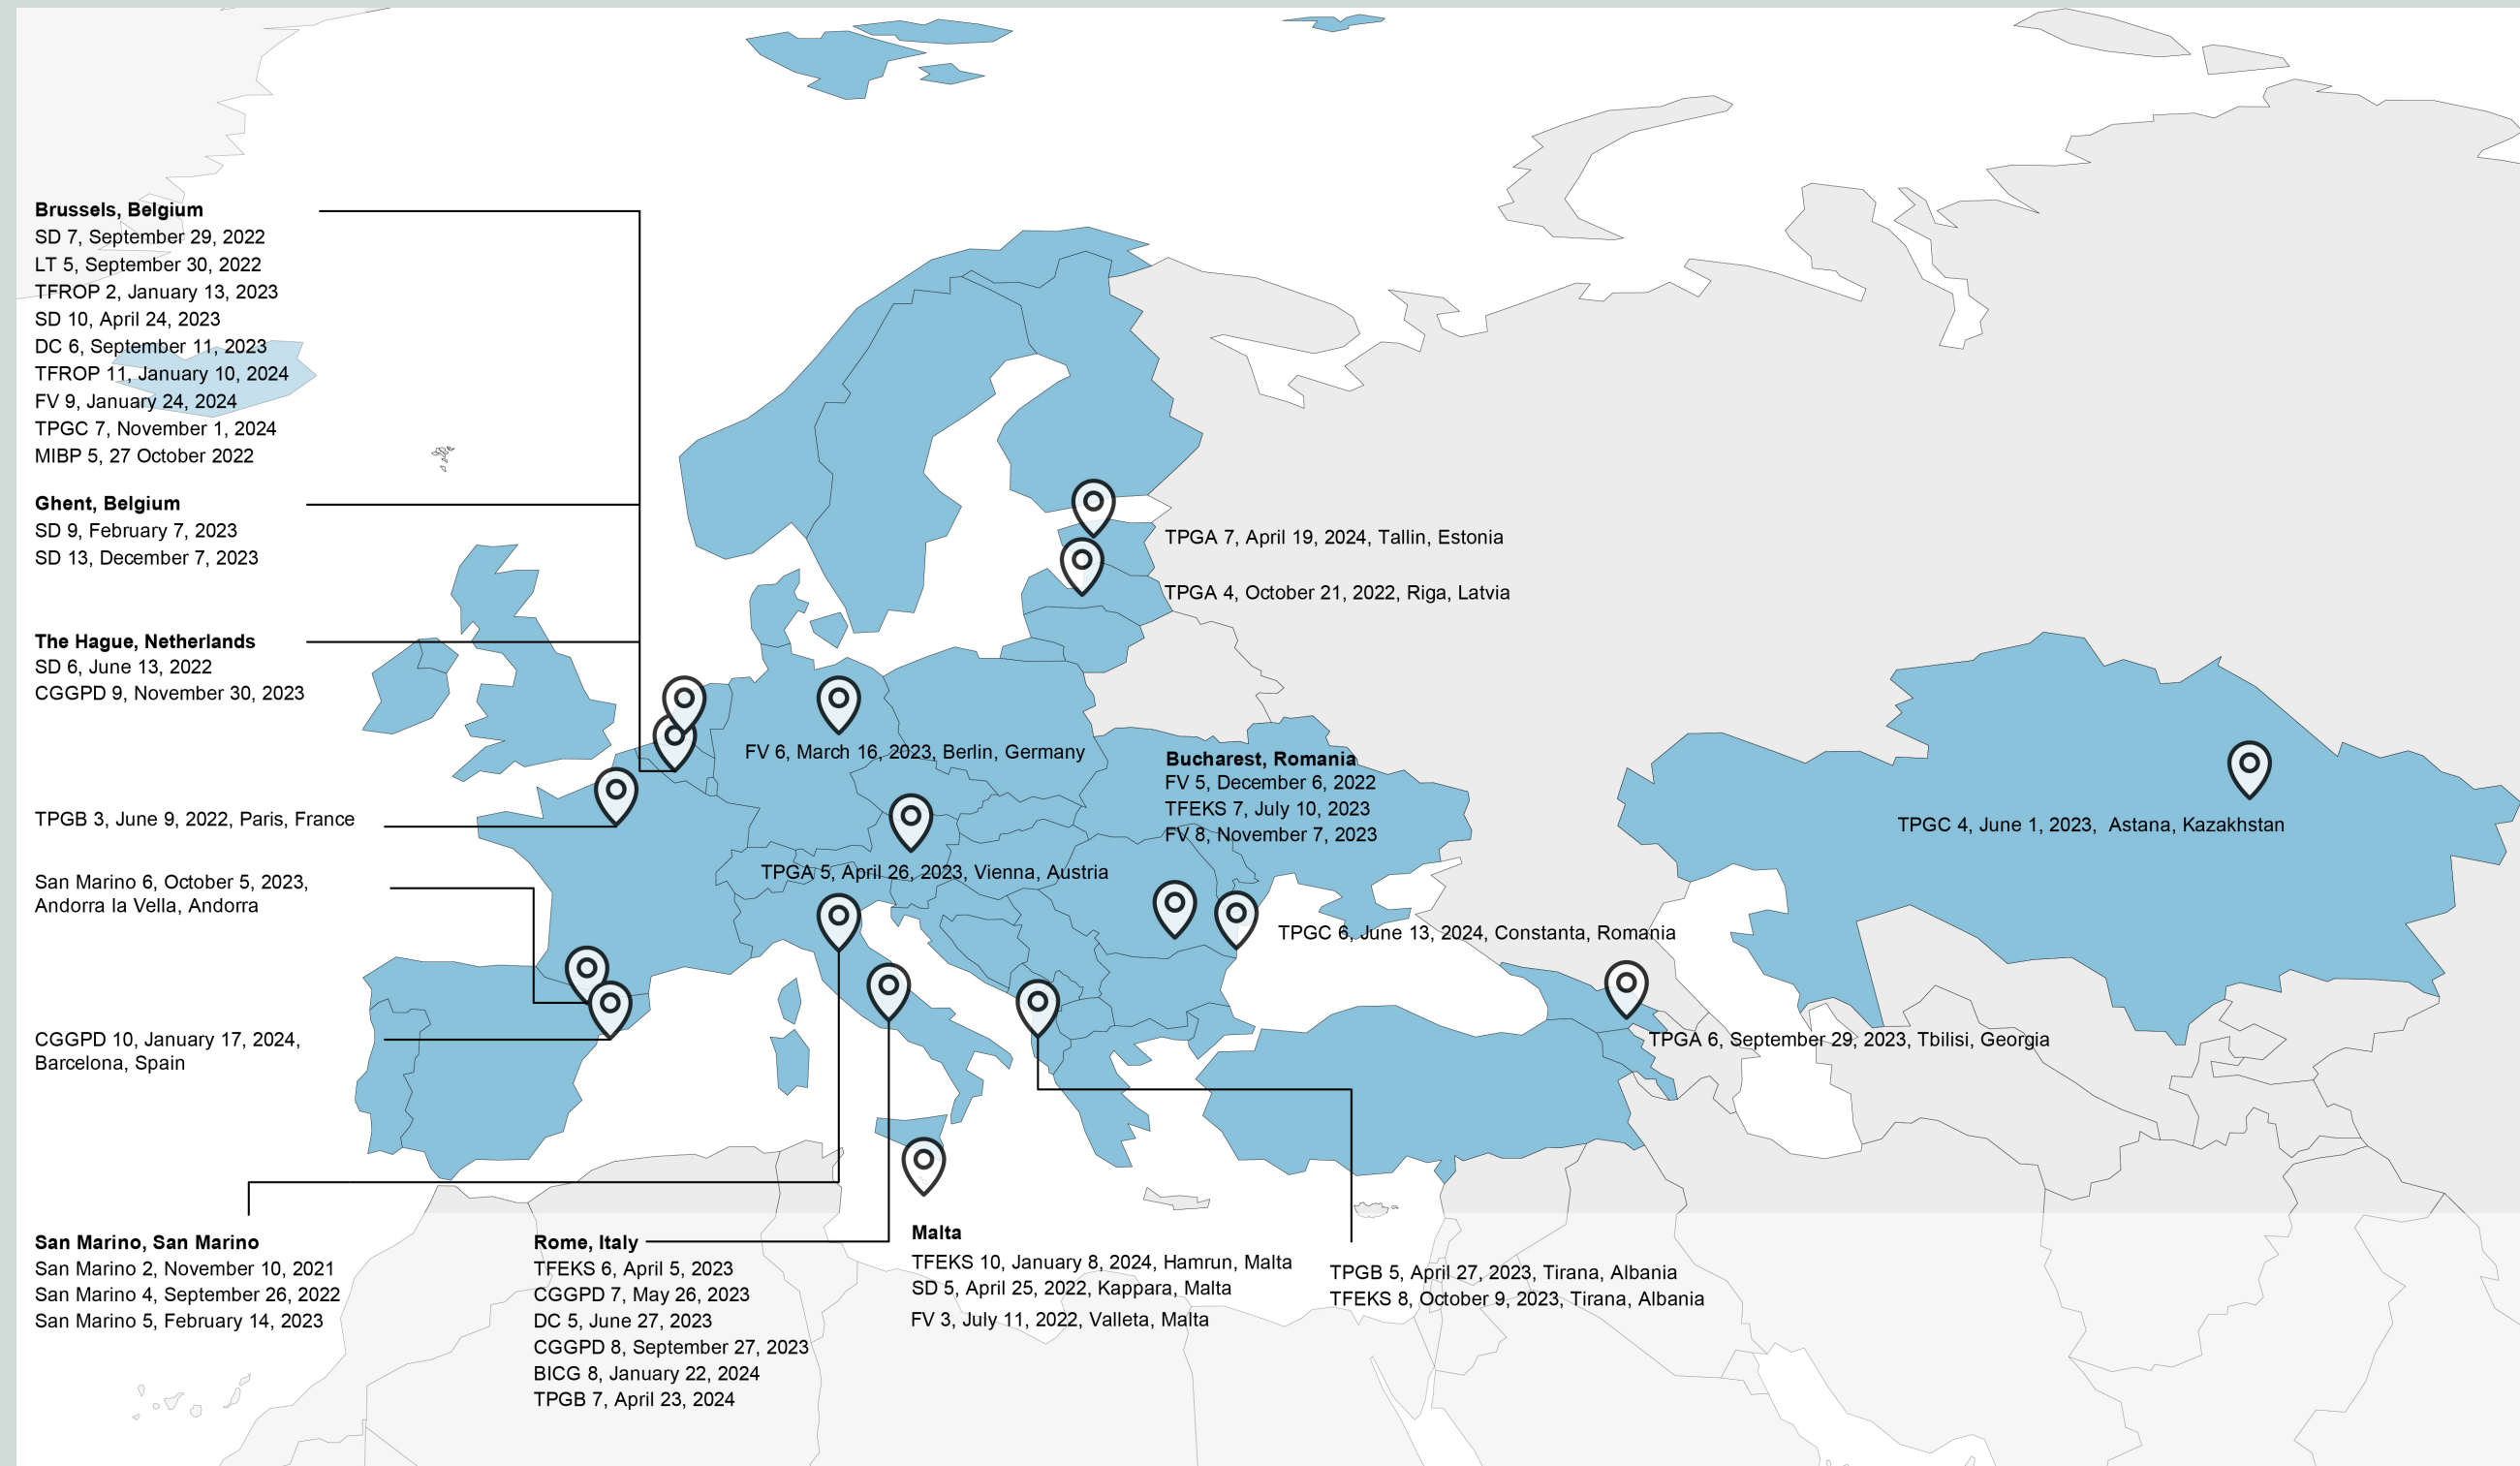 Brussels, Belgium
SD 7, September 29, 2022
LT 5, September 30, 2022
TFROP 2, January 13, 2023
SD 10, April 24, 2023
DC 6, September 11, 2023
TFROP 11, January 10, 2024
FV 9, January 24, 2024
TPGC 7, November 1, 2024
MIBP 5, 27 October 2022
Ghent, Belgium
SD 9, February 7, 2023
SD 13, December 7, 2023
The Hague, Netherlands
SD 6, June 13, 2022
CGGPD 9, November 30, 2023
TPGB 3, June 9, 2022, Paris, France
San Marino 6, October 5, 2023,
Andorra la Vella, Andorra
CGGPD 10, January 17, 2024,
Barcelona, Spain
TPGA 7, April 19, 2024, Tallin, Estonia
TPGA 4, October 21, 2022, Riga, Latvia
FV 6, March 16, 2023, Berlin, Germany
TPGA 5, April 26, 2023, Vienna, Austria
Bucharest, Romania
FV 5, December 6, 2022
TFEKS 7, July 10, 2023
FV 8, November 7, 2023
TPGC 6, June 13, 2024, Constanta, Romania
TPGC 4, June 1, 2023,  Astana, Kazakhstan
TPGA 6, September 29, 2023, Tbilisi, Georgia
San Marino, San Marino
San Marino 2, November 10, 2021
San Marino 4, September 26, 2022
San Marino 5, February 14, 2023
Rome, Italy
TFEKS 6, April 5, 2023
CGGPD 7, May 26, 2023
DC 5, June 27, 2023
CGGPD 8, September 27, 2023
BICG 8, January 22, 2024
TPGB 7, April 23, 2024
Malta
TFEKS 10, January 8, 2024, Hamrun, Malta
SD 5, April 25, 2022, Kappara, Malta
FV 3, July 11, 2022, Valleta, Malta
TPGB 5, April 27, 2023, Tirana, Albania
TFEKS 8, October 9, 2023, Tirana, Albania